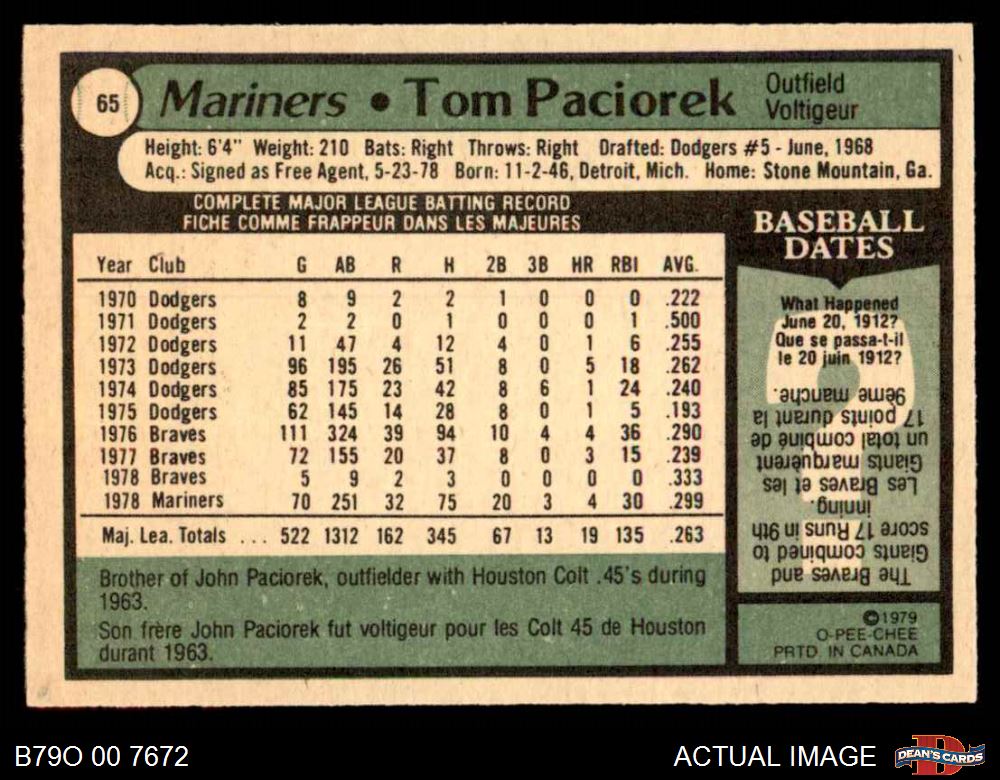 65
Mariners • Tom Paciorek
Outfield
Voltigeur
Height: 6'4" Weight: 210 Bats: Right Throws: Right Drafted: Dodgers #5 - June, 1968
Acq.: Signed as Free Agent, 5-23-78 Born: 11-2-46, Detroit, Mich. Home: Stone Mountain, Ga.
COMPLETE MAJOR LEAGUE BATTING RECORD
FICHE COMME FRAPPEUR DANS LES MAJEURES
Year Club G AB R H 2B 3B HR RBI AVG.
1970 Dodgers 8 9 2 2 1 0 0 0 .222
1971 Dodgers 2 2 0 1 0 0 0 1 .500
1972 Dodgers 11 47 4 12 4 0 1 6 .255
1973 Dodgers 96 195 26 51 8 0 5 18 .262
1974 Dodgers 85 175 23 42 8 6 1 24 .240
1975 Dodgers 62 145 14 28 8 0 1 5 .193
1976 Braves 111 324 39 94 10 4 4 36 .290
1977 Braves 72 155 20 37 8 0 3 15 .239
1978 Braves 5 9 2 3 0 0 0 0 .333
1978 Mariners 70 251 32 75 20 3 4 30 .299
Maj. Lea. Totals ... 522 1312 162 345 67 13 19 135 .263
Brother of John Paciorek, outfielder with Houston Colt .45's during
1963.
Son frère John Paciorek fut voltigeur pour les Colt 45 de Houston
durant 1963.
BASEBALL
DATES
What Happened
June 20, 1912?
Que se passa-t-il
le 20 juin 1912?
The Braves and
Giants combined to
score 17 Runs in 9th
inning.
Les Braves et les
Giants marquèrent
un total combiné de
17 points durant la
9ème manche.
©1979
O-PEE-CHEE
PRTD. IN CANADA
B79O 00 7672
ACTUAL IMAGE
D
DEAN'S CARDS